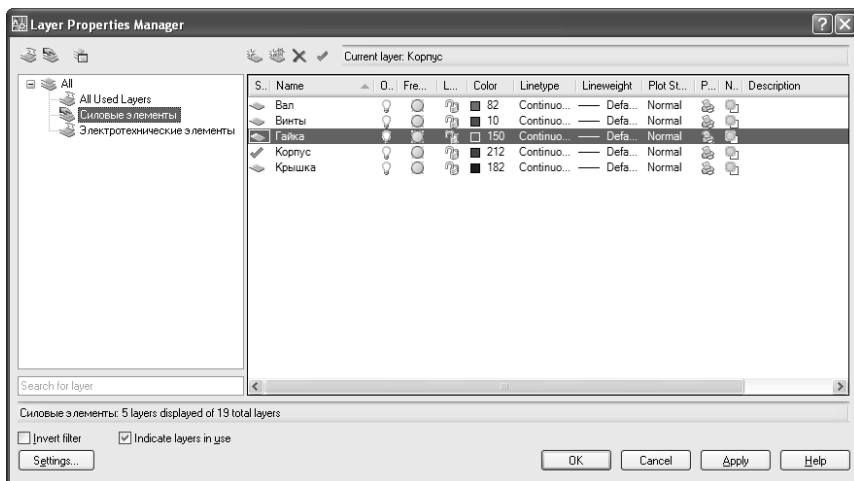 Layer Properties Manager
Current layer: Корпус
All
All Used Layers
Силовые элементы
Электротехнические элементы
S.. Name O.. Fre... L... Color Linetype Lineweight Plot St... P... N.. Description
Вал 82 Continuo... Defa... Normal
Винты 10 Continuo... Defa... Normal
Гайка 150 Continuo... Defa... Normal
Корпус 212 Continuo... Defa... Normal
Крышка 182 Continuo... Defa... Normal
Search for layer
Силовые элементы: 5 layers displayed of 19 total layers
Invert filter Indicate layers in use
Settings... OK Cancel Apply Help